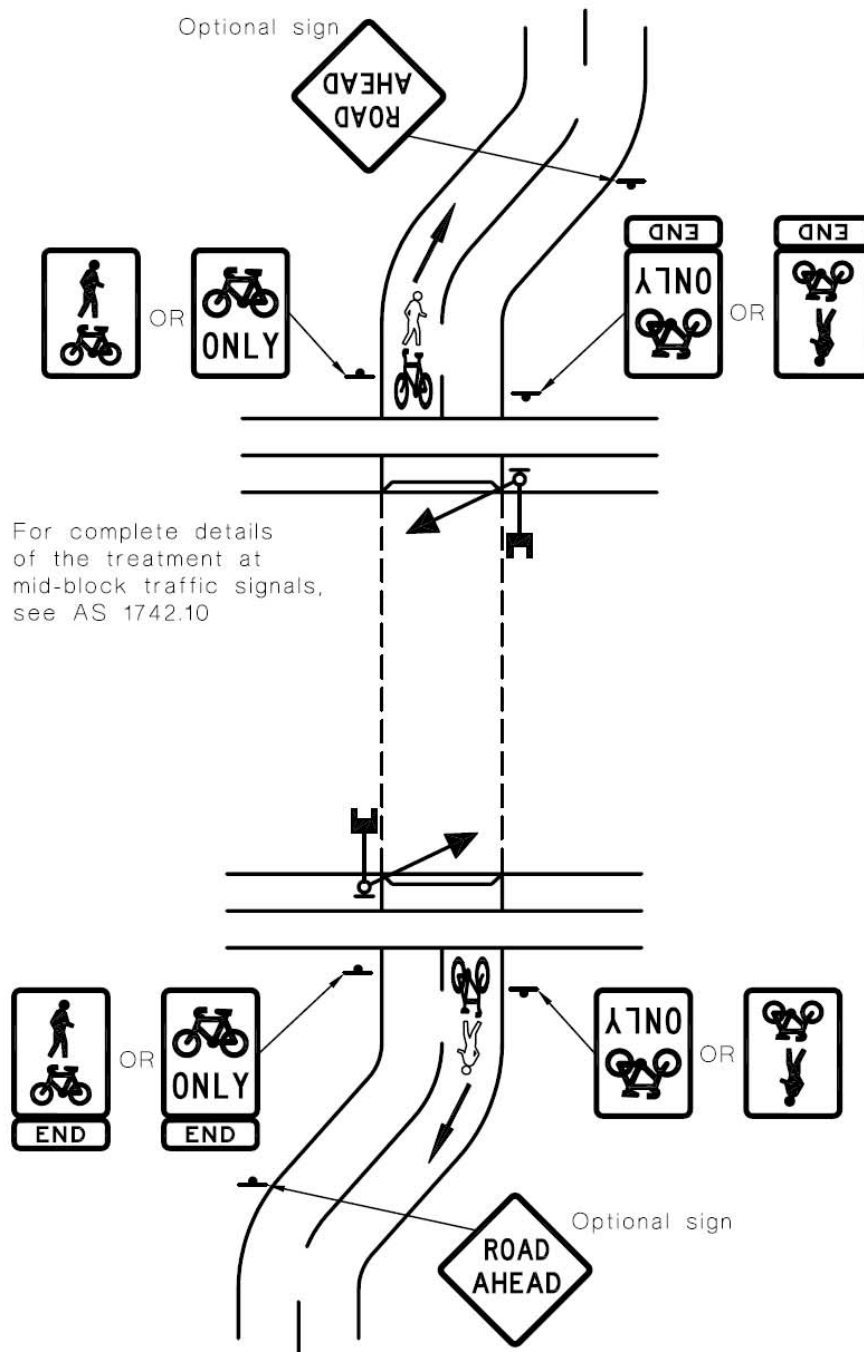 Optional sign
ROAD
AHEAD
OR
ONLY
END
ONLY
OR
END
For complete details
of the treatment at
mid-block traffic signals,
see AS 1742.10
OR
ONLY
END
END
ONLY
OR
ROAD
AHEAD
Optional sign